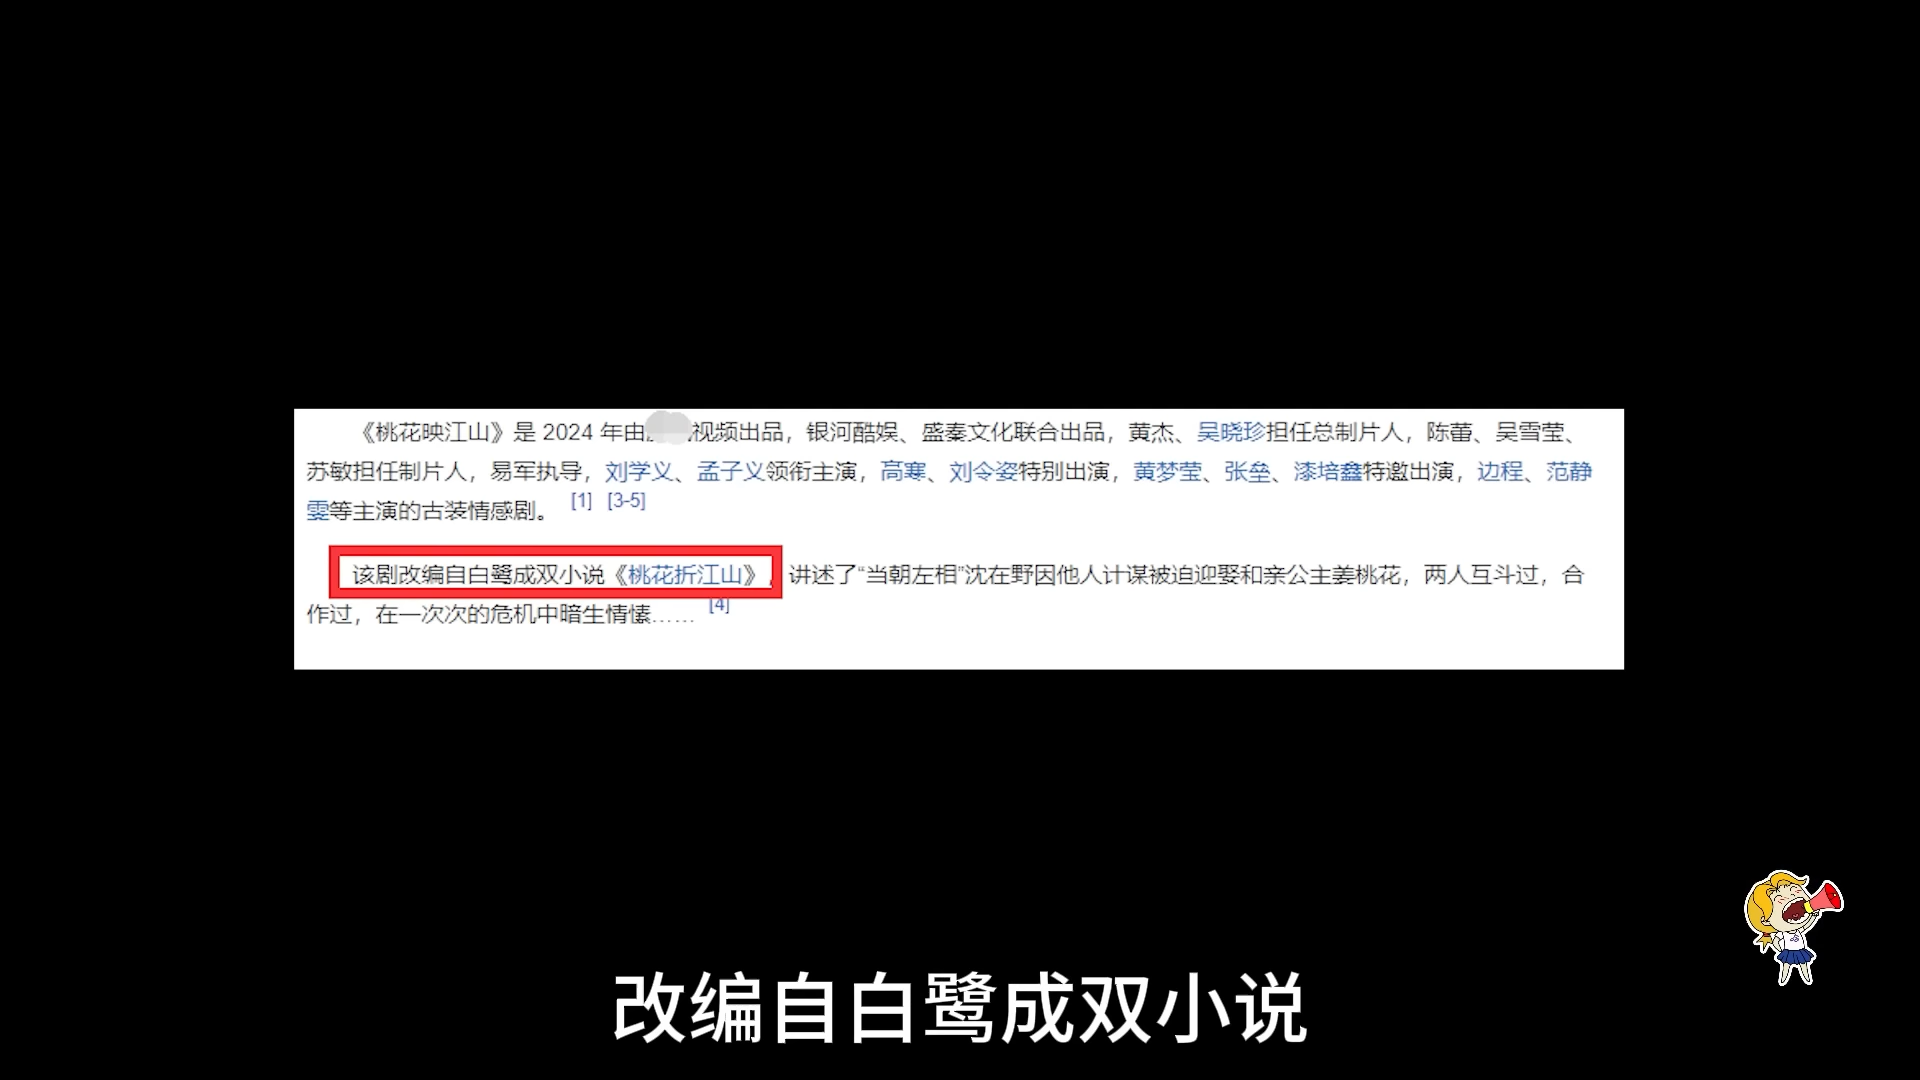 《桃花映江山》是 2024 年由视频出品，银河酷娱、盛秦文化联合出品，黄杰、吴晓珍担任总制片人，陈蕾、吴雪莹、
苏敏担任制片人，易军执导，刘学义、孟子义领衔主演，高寒、刘令姿特别出演，黄梦莹、张垒、漆培鑫特邀出演，边程、范静
雯等主演的古装情感剧。 [1] [3-5]
该剧改编自白鹭成双小说《桃花折江山》，讲述了“当朝左相”沈在野因他人计谋被迫迎娶和亲公主姜桃花，两人互斗过，合
作过，在一次次的危机中暗生情愫…… [4]
改编自白鹭成双小说